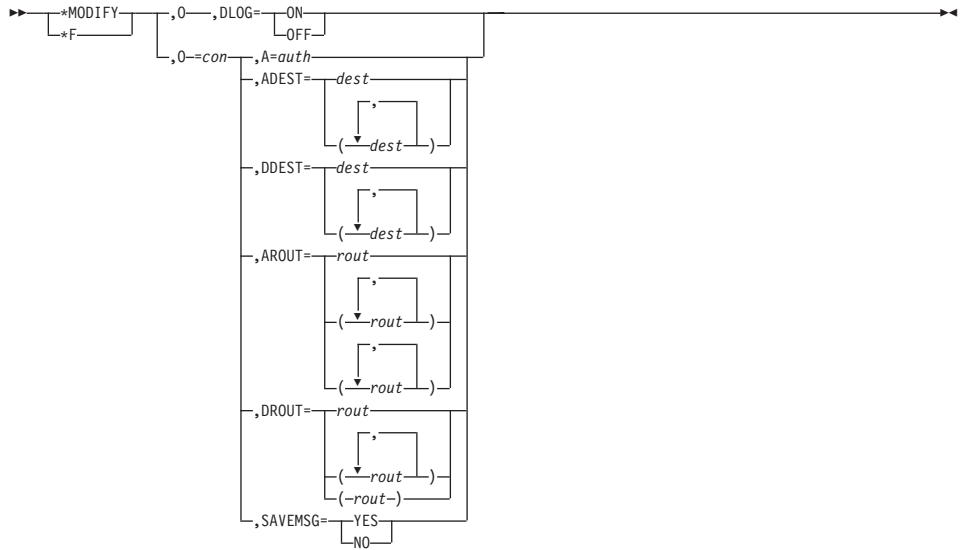 *MODIFY ,O ,DLOG= ON
*F OFF
,O =con ,A=auth
,ADEST= dest
,
( dest )
,DDEST= dest
,
( dest )
,AROUT= rout
,
( rout )
,
( rout )
,DROUT= rout
,
( rout )
( rout )
,SAVEMSG= YES
NO